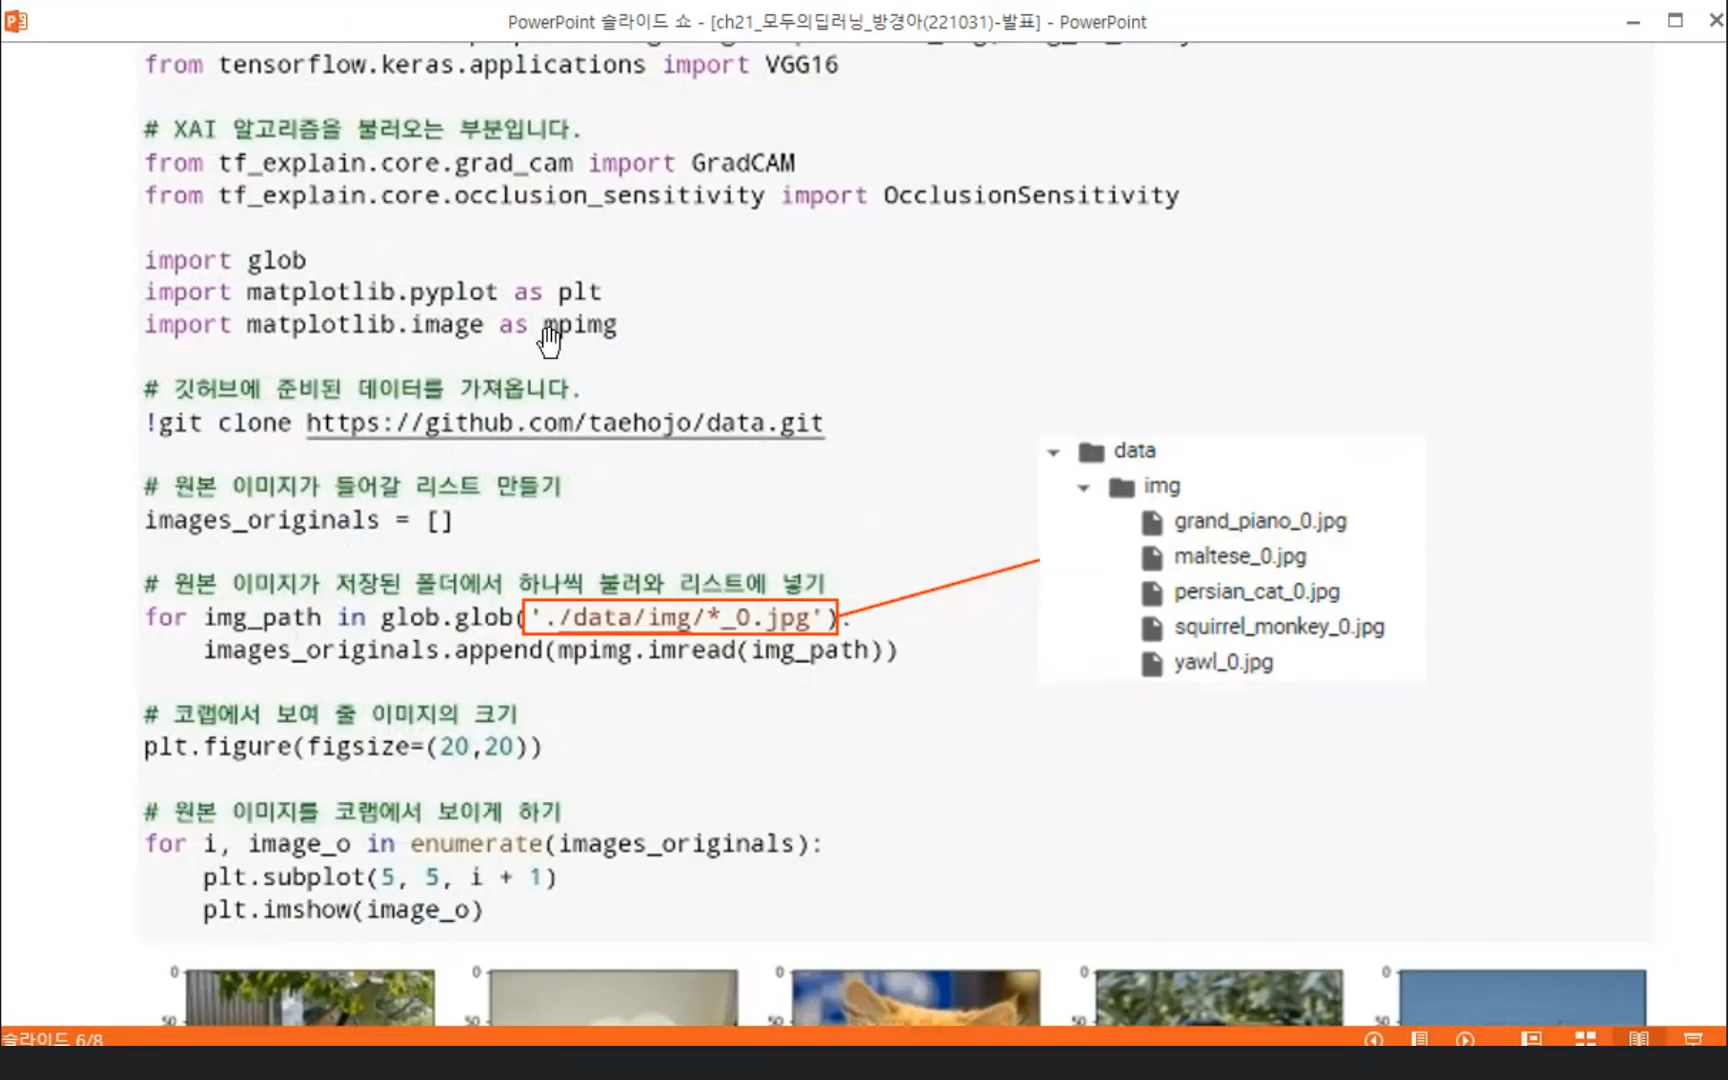 PowerPoint 슬라이드 쇼 - [ch21_모두의딥러닝_방경아(221031)-발표] - PowerPoint
from tensorflow.keras.applications import VGG16
# XAI 알고리즘을 불러오는 부분입니다.
from tf_explain.core.grad_cam import GradCAM
from tf_explain.core.occlusion_sensitivity import OcclusionSensitivity
import glob
import matplotlib.pyplot as plt
import matplotlib.image as mpimg
# 깃허브에 준비된 데이터를 가져옵니다.
!git clone https://github.com/taehojo/data.git
# 원본 이미지가 들어갈 리스트 만들기
images_originals = []
# 원본 이미지가 저장된 폴더에서 하나씩 불러와 리스트에 넣기
for img_path in glob.glob('./data/img/*_0.jpg'):
    images_originals.append(mpimg.imread(img_path))
# 코랩에서 보여 줄 이미지의 크기
plt.figure(figsize=(20,20))
# 원본 이미지를 코랩에서 보이게 하기
for i, image_o in enumerate(images_originals):
    plt.subplot(5, 5, i + 1)
    plt.imshow(image_o)
data
img
grand_piano_0.jpg
maltese_0.jpg
persian_cat_0.jpg
squirrel_monkey_0.jpg
yawl_0.jpg
0 0 0 0 0
50 50 50 50 50
슬라이드 6/8